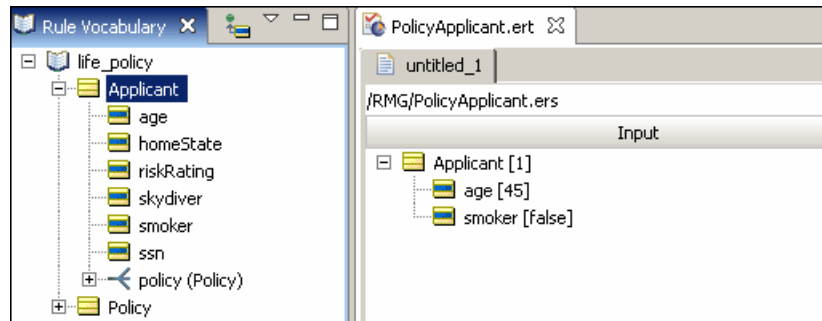 Rule Vocabulary
life_policy
Applicant
age
homeState
riskRating
skydiver
smoker
ssn
policy (Policy)
Policy
PolicyApplicant.ert
untitled_1
/RMG/PolicyApplicant.ers
Input
Applicant [1]
age [45]
smoker [false]